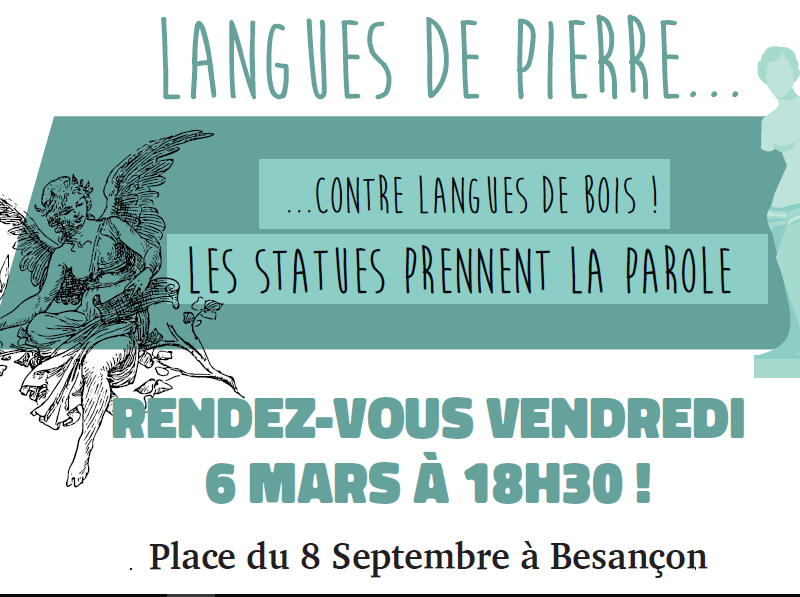 LANGUES DE PIERRE...
...CONTRE LANGUES DE BOIS !
LES STATUES PRENNENT LA PAROLE
RENDEZ-VOUS VENDREDI
6 MARS À 18H30 !
. Place du 8 Septembre à Besançon